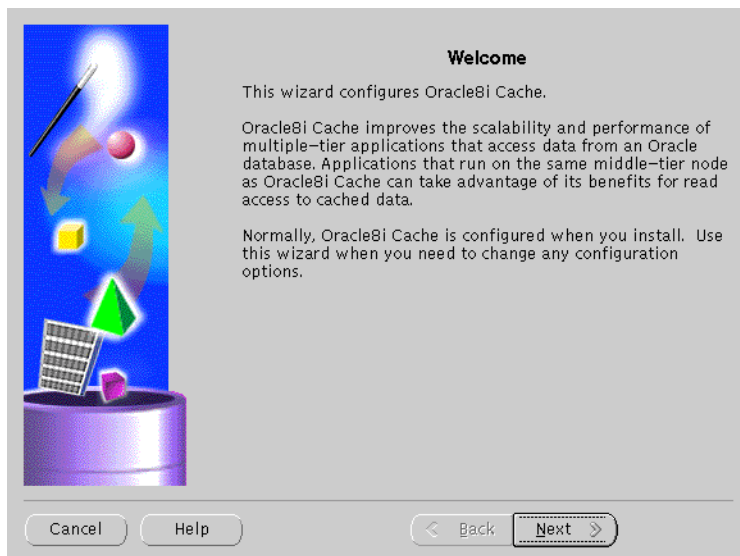 Welcome
This wizard configures Oracle8i Cache.
Oracle8i Cache improves the scalability and performance of
multiple-tier applications that access data from an Oracle
database. Applications that run on the same middle-tier node
as Oracle8i Cache can take advantage of its benefits for read
access to cached data.
Normally, Oracle8i Cache is configured when you install. Use
this wizard when you need to change any configuration
options.
Cancel
Help
Back
Next